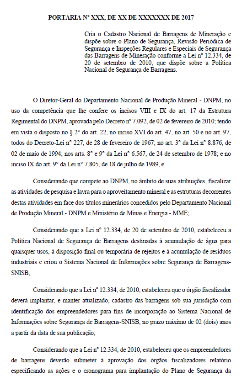 PORTARIA Nº XXX, DE XX DE XXXXXXX DE 2017
Cria o Cadastro Nacional de Barragens de Mineração e
dispõe sobre o Plano de Segurança, Revisão Periódica de
Segurança e Inspeções Regulares e Especiais de Segurança
das Barragens de Mineração conforme a Lei nº 12.334, de
20 de setembro de 2010, que dispõe sobre a Política
Nacional de Segurança de Barragens.
O Diretor-Geral do Departamento Nacional de Produção Mineral - DNPM, no
uso da competência que lhe confere os incisos VIII e IX do art. 17 da Estrutura
Regimental do DNPM, aprovada pelo Decreto nº 7.092, de 02 de fevereiro de 2010; tendo
em vista o disposto no § 2º do art. 22, no inciso XVI do art. 47, no art. 50 e no art. 97,
todos do Decreto-Lei nº 227, de 28 de fevereiro de 1967, no art. 3º da Lei nº 8.876, de
02 de maio de 1994, nos arts. 8º e 9º da Lei nº 6.567, de 24 de setembro de 1978; e no
inciso IX do art. 9º da Lei nº 7.805, de 18 de julho de 1989, e
Considerando que compete ao DNPM, no âmbito de suas atribuições, fiscalizar
as atividades de pesquisa e lavra para o aproveitamento mineral e as estruturas decorrentes
destas atividades em face dos títulos minerários concedidos pelo Departamento Nacional
de Produção Mineral - DNPM e Ministério de Minas e Energia - MME;
Considerando que a Lei nº 12.334, de 20 de setembro de 2010, estabeleceu a
Política Nacional de Segurança de Barragens destinadas à acumulação de água para
quaisquer usos, à disposição final ou temporária de rejeitos e à acumulação de resíduos
industriais e criou o Sistema Nacional de Informações sobre Segurança de Barragens-
SNISB,
Considerando que a Lei nº 12.334, de 2010, estabeleceu que o órgão fiscalizador
deverá implantar, e manter atualizado, cadastro das barragens sob sua jurisdição com
identificação dos empreendedores para fins de incorporação ao Sistema Nacional de
Informações sobre Segurança de Barragens-SNISB, no prazo máximo de 02 (dois) anos
a partir da data de sua publicação;
Considerando que a Lei nº 12.334, de 2010, estabeleceu que os empreendedores
de barragens deverão submeter à aprovação dos órgãos fiscalizadores relatório
especificando as ações e o cronograma para implantação do Plano de Segurança da